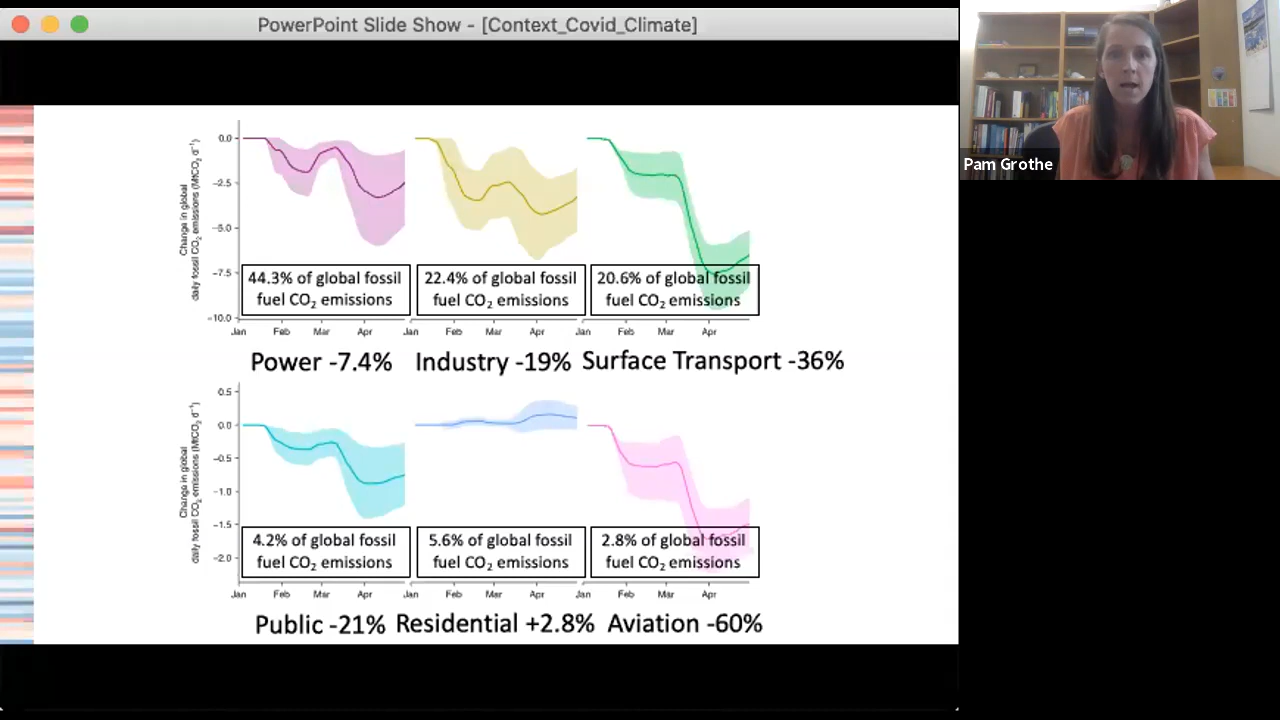 PowerPoint Slide Show - [Context_Covid_Climate]
Pam Grothe
Change in global
daily fossil CO₂ emissions (MtCO₂ d⁻¹)
0.0
-2.5
-5.0
-7.5
-10.0
44.3% of global fossil
fuel CO₂ emissions
22.4% of global fossil
fuel CO₂ emissions
20.6% of global fossil
fuel CO₂ emissions
Jan Feb Mar Apr Jan Feb Mar Apr Jan Feb Mar Apr
Power -7.4% Industry -19% Surface Transport -36%
Change in global
daily fossil CO₂ emissions (MtCO₂ d⁻¹)
0.5
0.0
-0.5
-1.0
-1.5
-2.0
4.2% of global fossil
fuel CO₂ emissions
5.6% of global fossil
fuel CO₂ emissions
2.8% of global fossil
fuel CO₂ emissions
Jan Feb Mar Apr Jan Feb Mar Apr Jan Feb Mar Apr
Public -21% Residential +2.8% Aviation -60%